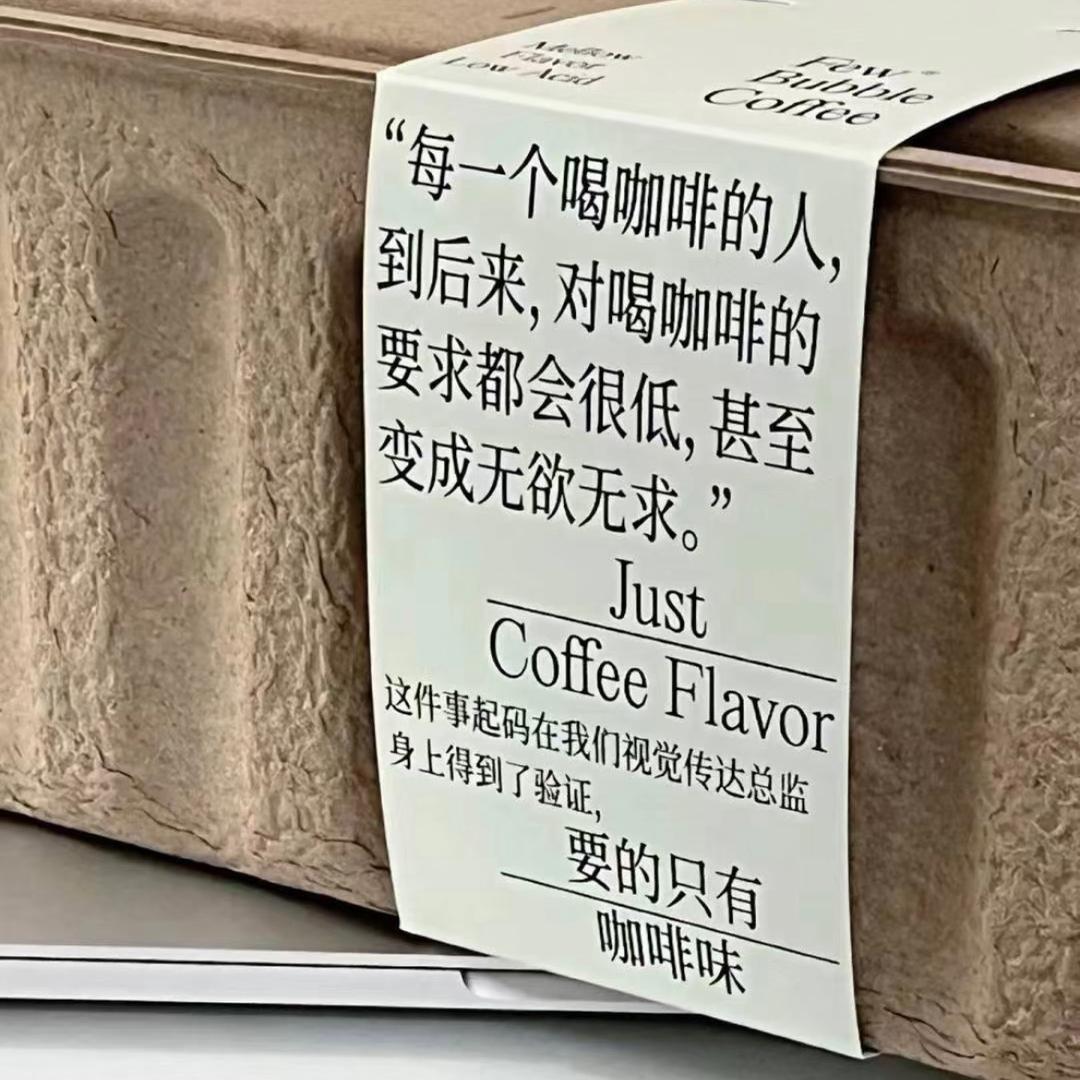 Mellow
Flavor
Low Acid
Few®
Bubble
Coffee
“每一个喝咖啡的人,
到后来, 对喝咖啡的
要求都会很低, 甚至
变成无欲无求。”
Just
Coffee Flavor
这件事起码在我们视觉传达总监
身上得到了验证,
要的只有
咖啡味